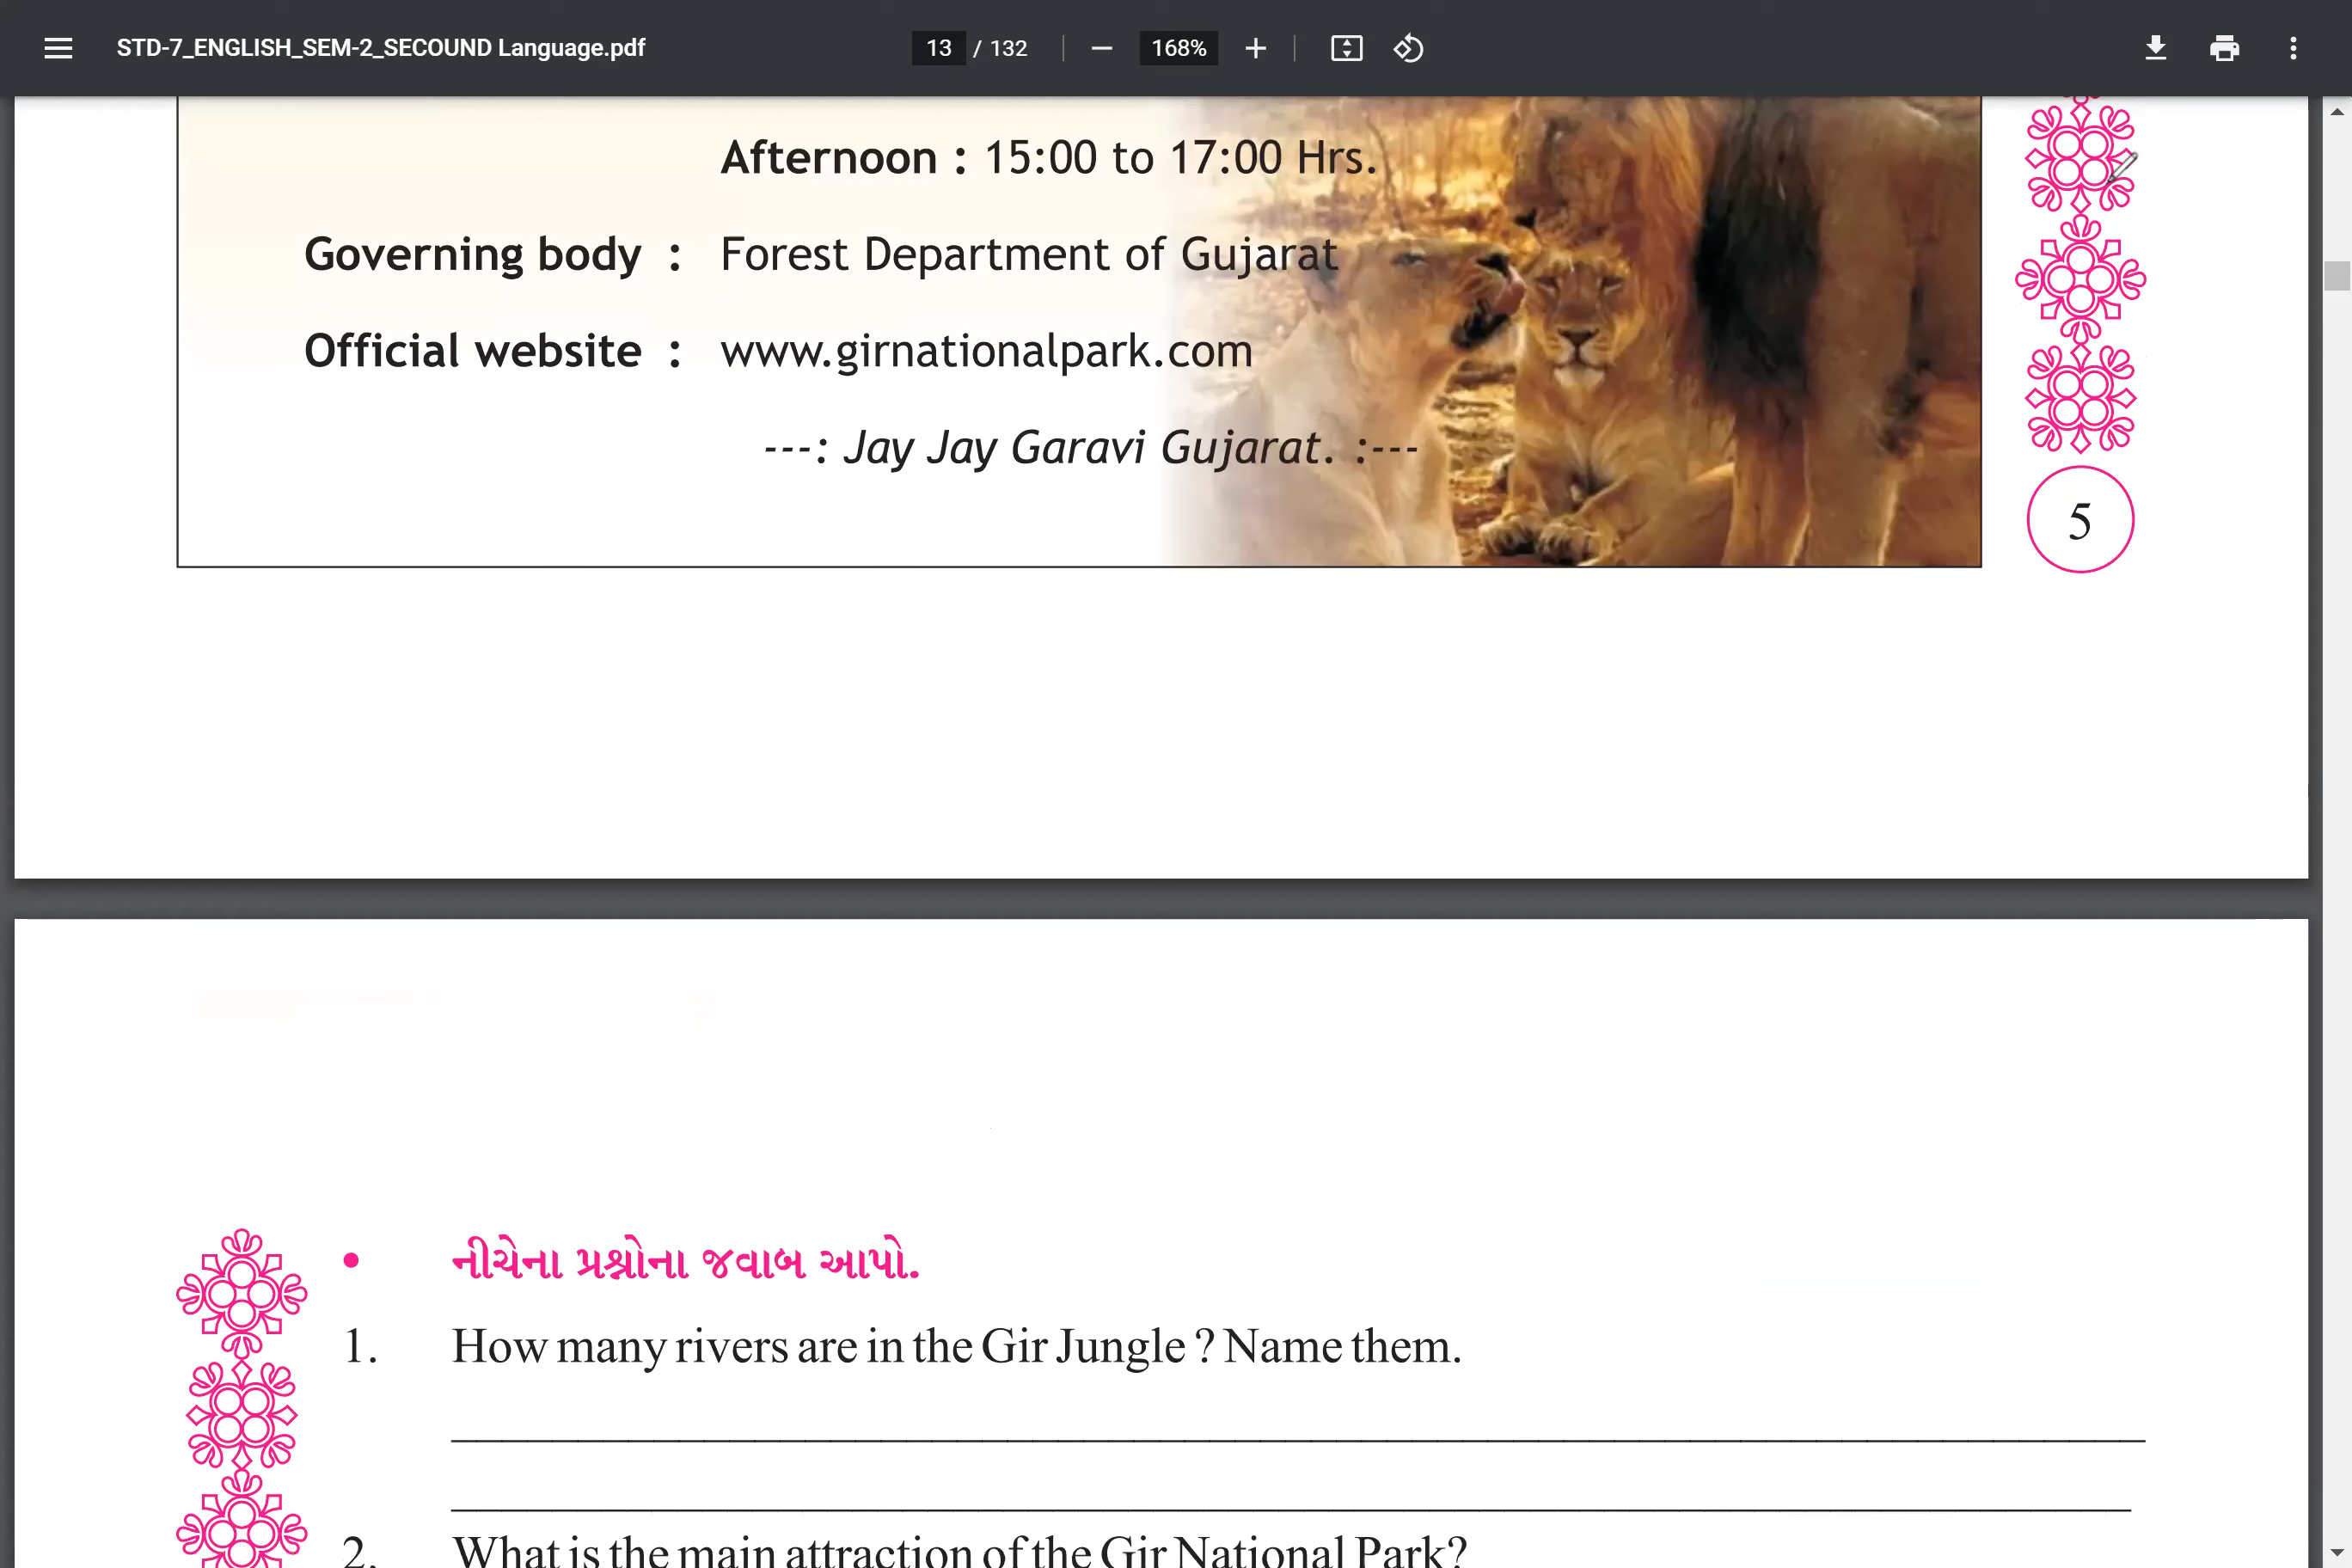 STD-7_ENGLISH_SEM-2_SECOUND Language.pdf
13 / 132
168%
Afternoon : 15:00 to 17:00 Hrs.
Governing body : Forest Department of Gujarat
Official website : www.girnationalpark.com
---: Jay Jay Garavi Gujarat. :---
5
• નીચેના પ્રશ્નોના જવાબ આપો.
1. How many rivers are in the Gir Jungle ? Name them.
2. What is the main attraction of the Gir National Park?